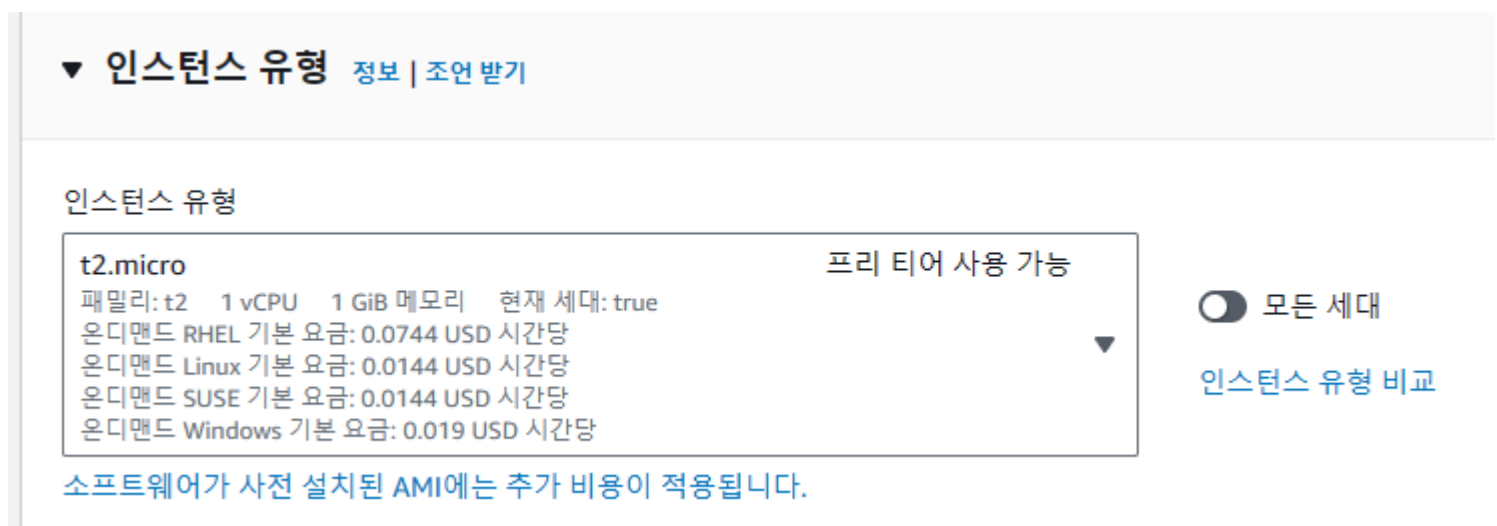 ▼ 인스턴스 유형 정보 | 조언 받기
인스턴스 유형
t2.micro 프리 티어 사용 가능
패밀리: t2 1 vCPU 1 GiB 메모리 현재 세대: true
온디맨드 RHEL 기본 요금: 0.0744 USD 시간당
온디맨드 Linux 기본 요금: 0.0144 USD 시간당
온디맨드 SUSE 기본 요금: 0.0144 USD 시간당
온디맨드 Windows 기본 요금: 0.019 USD 시간당
모든 세대
인스턴스 유형 비교
소프트웨어가 사전 설치된 AMI에는 추가 비용이 적용됩니다.